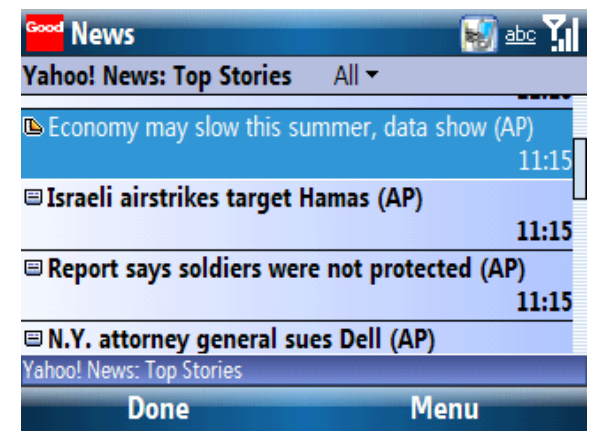 Good News
abc
Yahoo! News: Top Stories All
Economy may slow this summer, data show (AP)
11:15
Israeli airstrikes target Hamas (AP)
11:15
Report says soldiers were not protected (AP)
11:15
N.Y. attorney general sues Dell (AP)
Yahoo! News: Top Stories
Done Menu